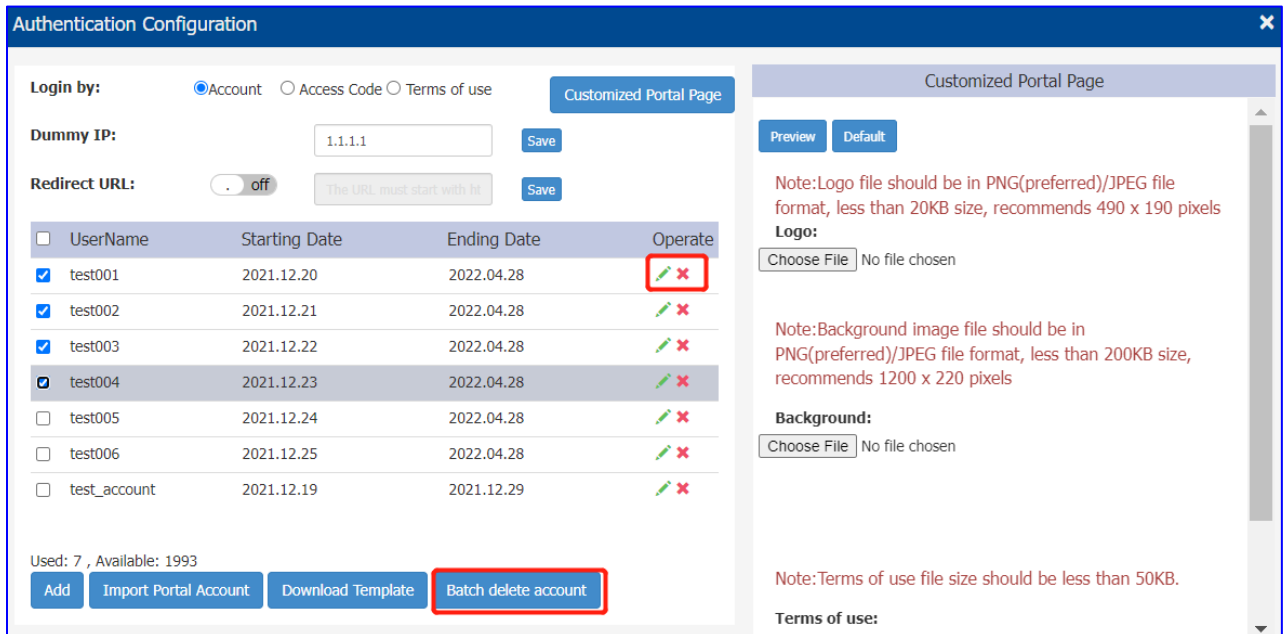 Authentication Configuration
Login by: Account Access Code Terms of use Customized Portal Page
Dummy IP: 1.1.1.1 Save
Redirect URL: . off The URL must start with ht Save
UserName Starting Date Ending Date Operate
test001 2021.12.20 2022.04.28
test002 2021.12.21 2022.04.28
test003 2021.12.22 2022.04.28
test004 2021.12.23 2022.04.28
test005 2021.12.24 2022.04.28
test006 2021.12.25 2022.04.28
test_account 2021.12.19 2021.12.29
Used: 7 , Available: 1993
Add Import Portal Account Download Template Batch delete account
Customized Portal Page
Preview Default
Note:Logo file should be in PNG(preferred)/JPEG file
format, less than 20KB size, recommends 490 x 190 pixels
Logo:
Choose File No file chosen
Note:Background image file should be in
PNG(preferred)/JPEG file format, less than 200KB size,
recommends 1200 x 220 pixels
Background:
Choose File No file chosen
Note:Terms of use file size should be less than 50KB.
Terms of use: